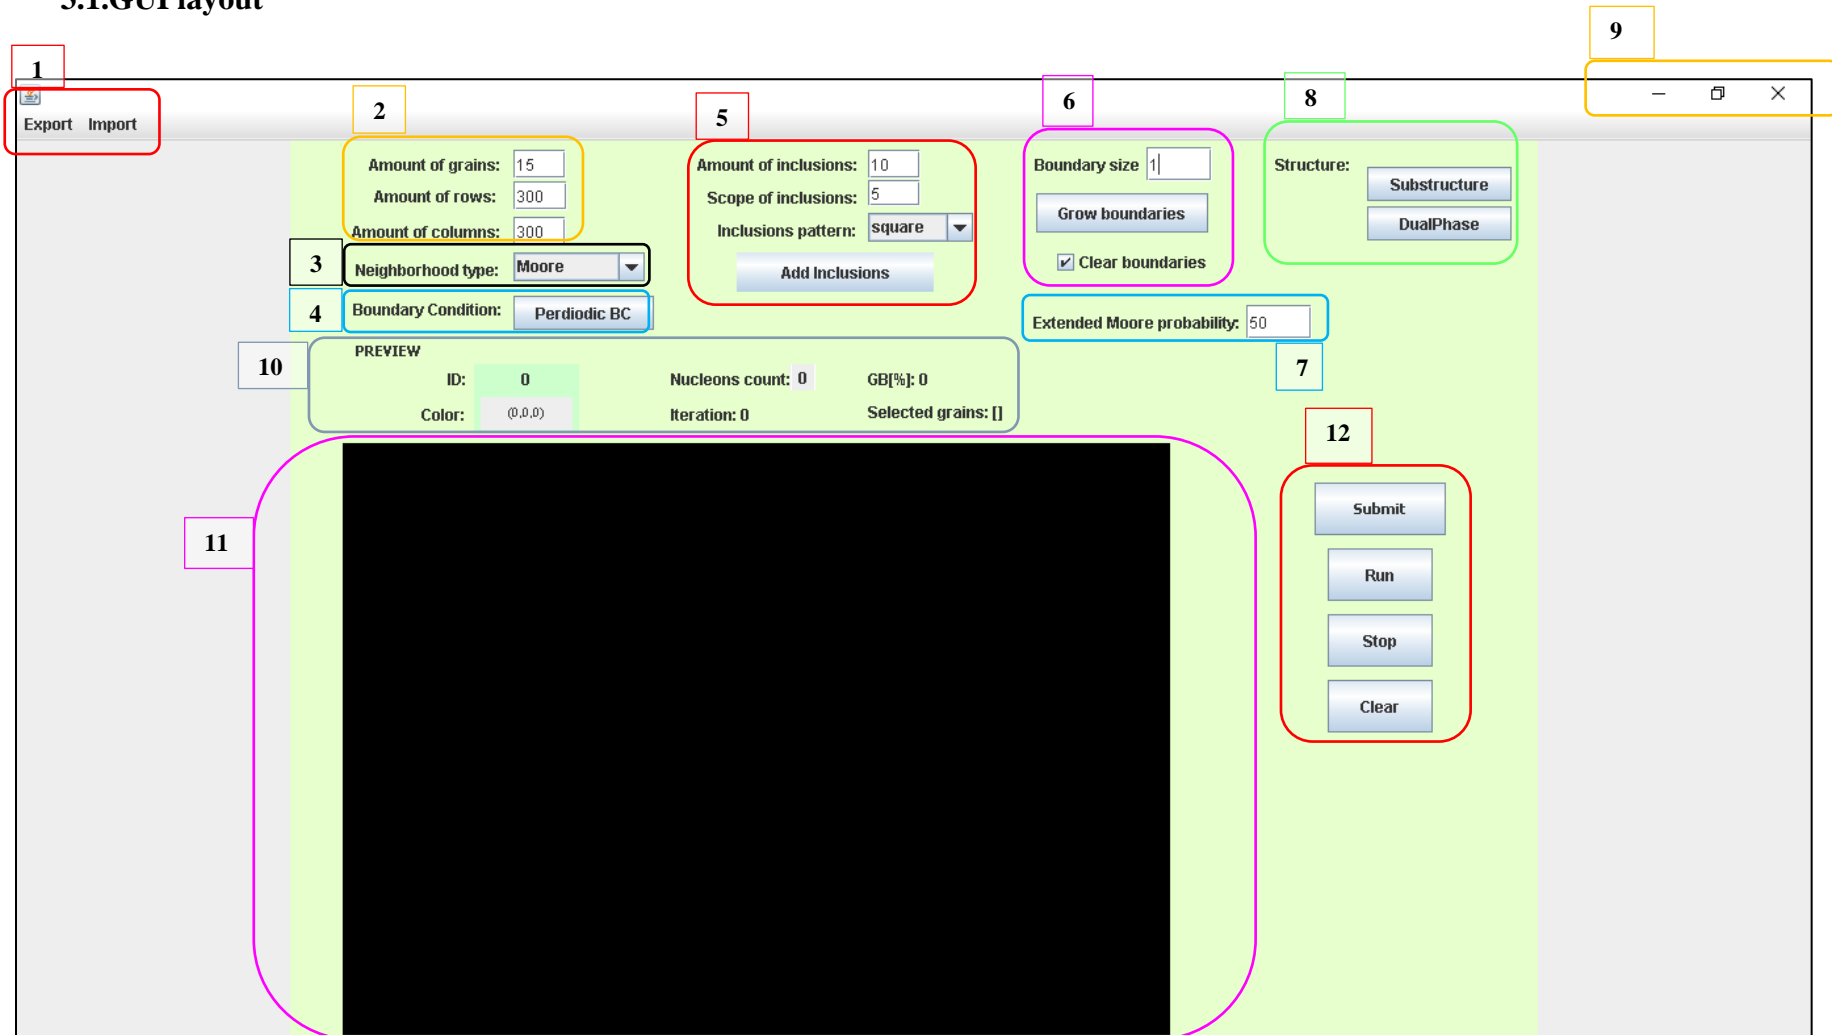 3.1.GUI layout
9
1
Export Import
2
5
6
8
Amount of grains: 15
Amount of rows: 300
Amount of columns: 300
3
Neighborhood type: Moore
4
Boundary Condition: Perdiodic BC
Amount of inclusions: 10
Scope of inclusions: 5
Inclusions pattern: square
Add Inclusions
Boundary size 1
Grow boundaries
Clear boundaries
Structure:
Substructure
DualPhase
Extended Moore probability: 50
7
10
PREVIEW
ID: 0 Nucleons count: 0 GB[%]: 0
Color: (0,0,0) Iteration: 0 Selected grains: []
12
11
Submit
Run
Stop
Clear